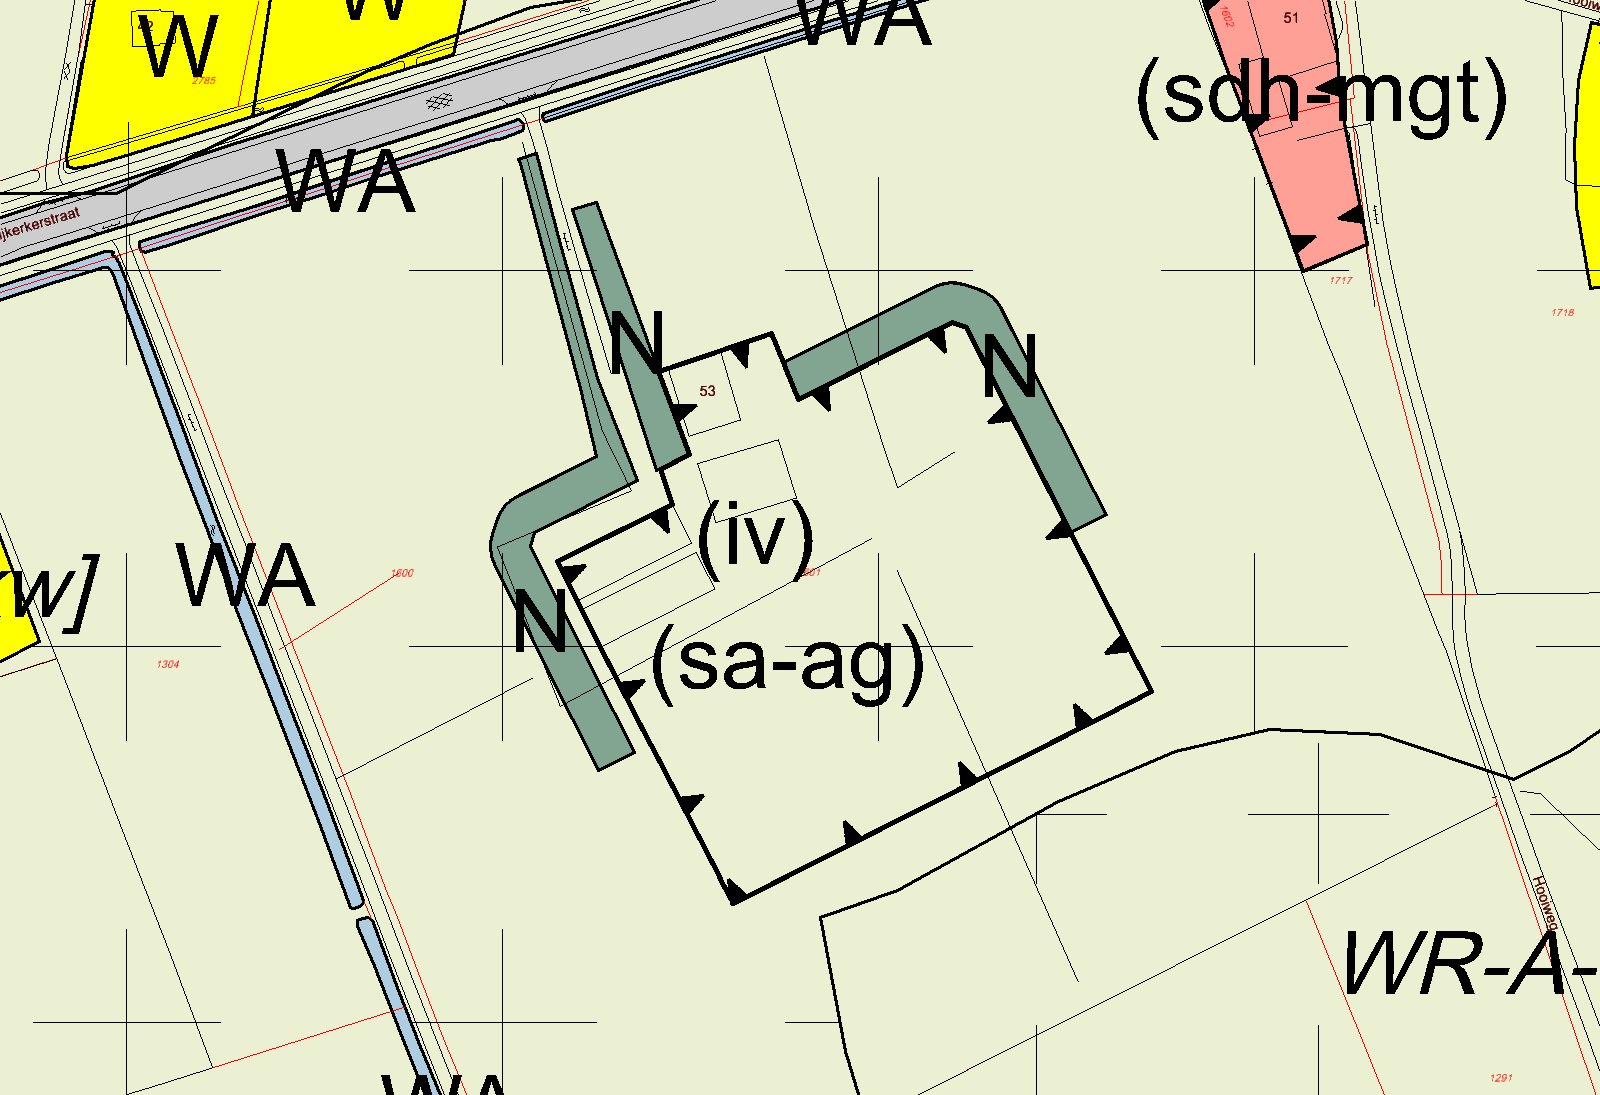 W
W
WA
51
1602
(sdh-mgt)
2785
WA
1717
1718
N
N
53
(iv)
WA
1600
N
(sa-ag)
1304
Hooiweg
WR-A-
WA
1291